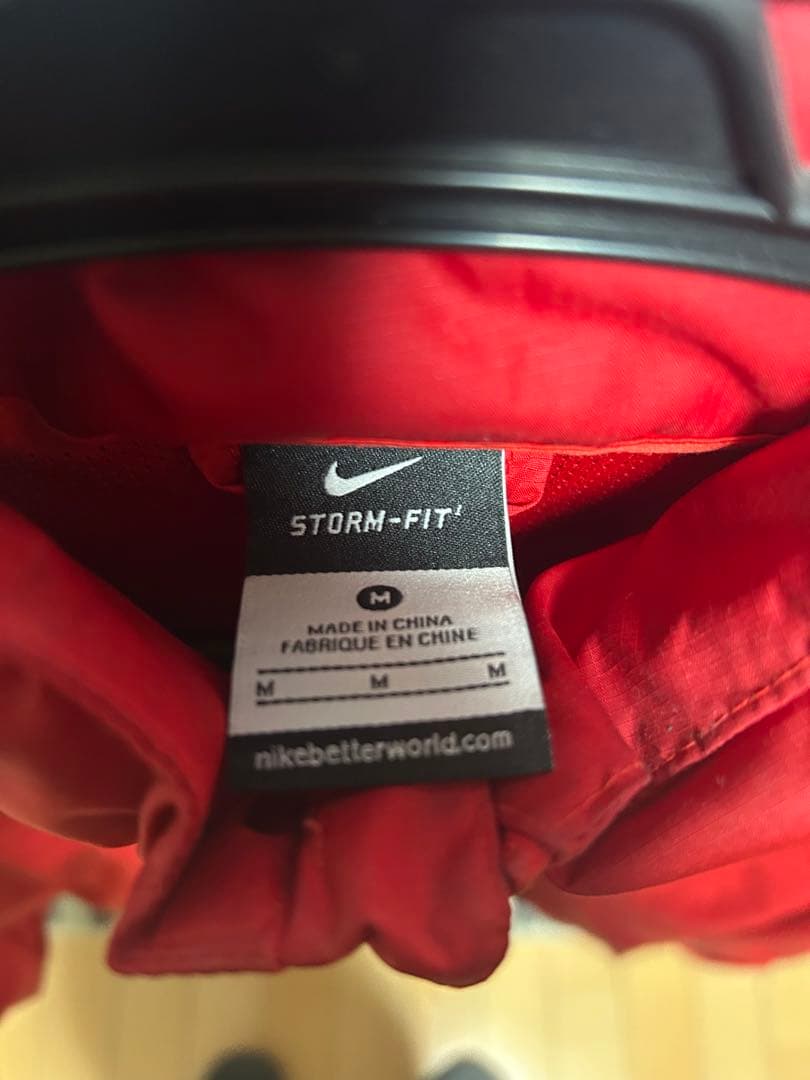 STORM-FIT
M
MADE IN CHINA
FABRIQUE EN CHINE
M M M
nikebetterworld.com